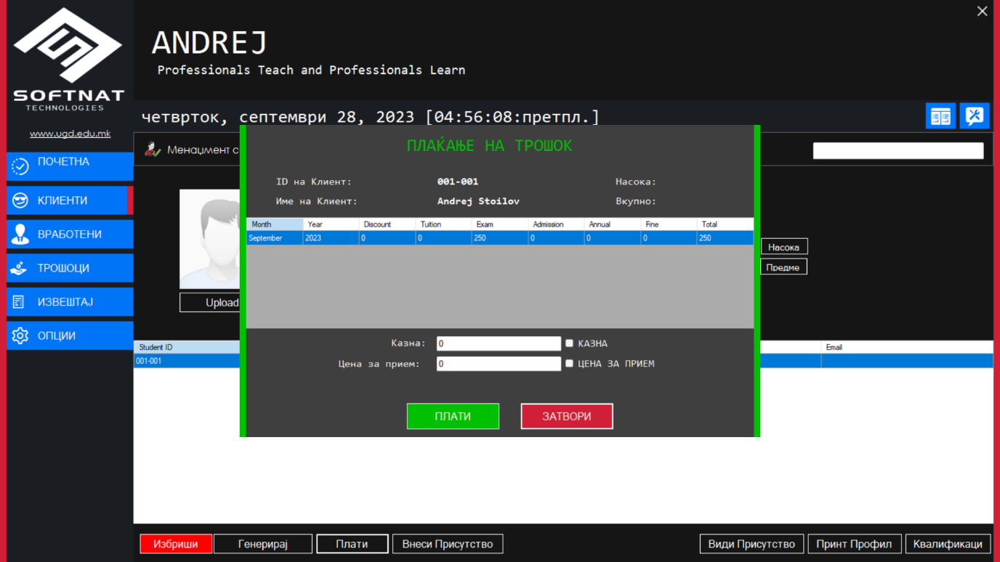 SOFTNAT
TECHNOLOGIES
www.ugd.edu.mk
ПОЧЕТНА
КЛИЕНТИ
ВРАБОТЕНИ
ТРОШОЦИ
ИЗВЕШТАЈ
ОПЦИИ
ANDREJ
Professionals Teach and Professionals Learn
четврток, септември 28, 2023 [04:56:08:претпл.]
Менаџмент с
ПЛАЌАЊЕ НА ТРОШОК
ID на Клиент: 001-001 Насока:
Име на Клиент: Andrej Stoilov Вкупно:
Month Year Discount Tuition Exam Admission Annual Fine Total
September 2023 0 0 250 0 0 0 250
Казна: 0 КАЗНА
Цена за прием: 0 ЦЕНА ЗА ПРИЕМ
ПЛАТИ ЗАТВОРИ
Насока
Предме
Upload
Student ID Email
001-001
Избриши Генерирај Плати Внеси Присуство Види Присуство Принт Профил Квалификаци